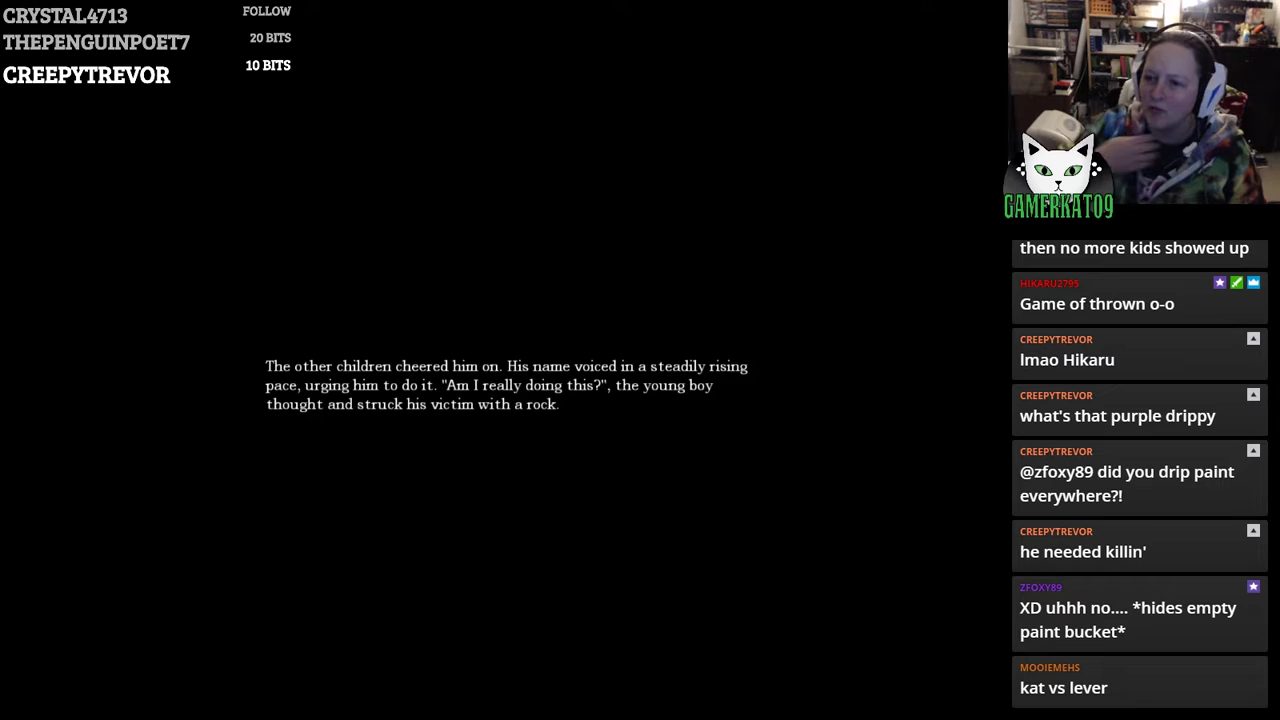 CRYSTAL4713 FOLLOW
THEPENGUINPOET7 20 BITS
CREEPYTREVOR 10 BITS
GAMERKAT09
The other children cheered him on. His name voiced in a steadily rising
pace, urging him to do it. "Am I really doing this?", the young boy
thought and struck his victim with a rock.
then no more kids showed up
HIKARU2795
Game of thrown o-o
CREEPYTREVOR
lmao Hikaru
CREEPYTREVOR
what's that purple drippy
CREEPYTREVOR
@zfoxy89 did you drip paint
everywhere?!
CREEPYTREVOR
he needed killin'
ZFOXY89
XD uhhh no.... *hides empty
paint bucket*
MOOIEMEHS
kat vs lever